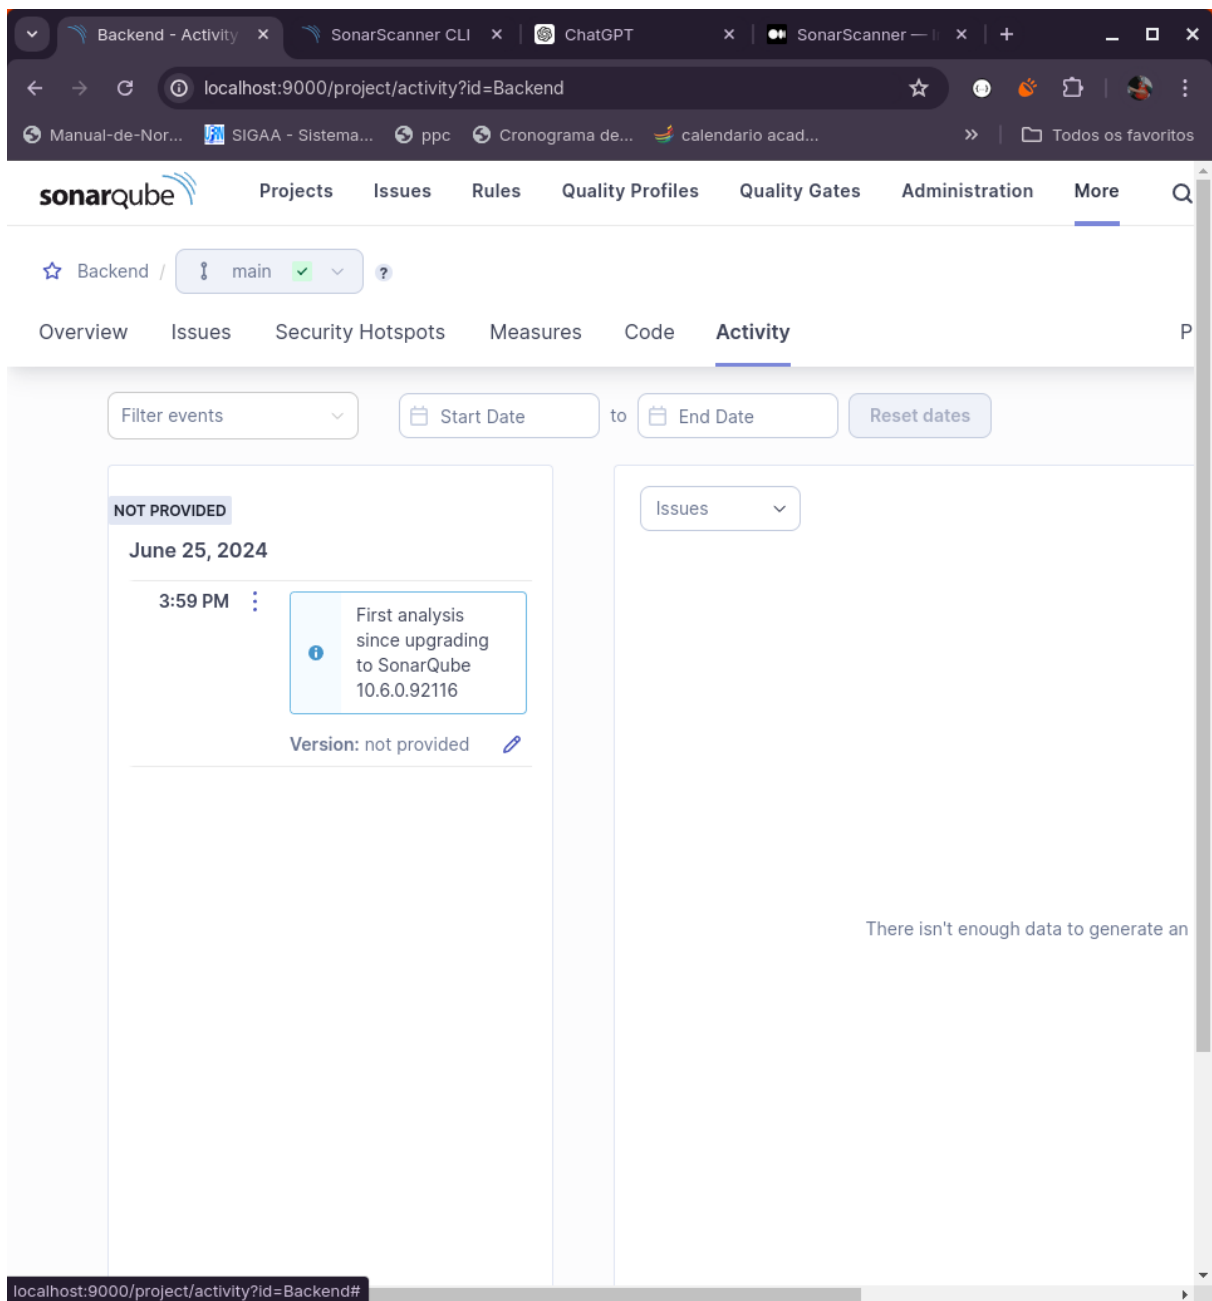 Backend - Activity
SonarScanner CLI
ChatGPT
SonarScanner — I
localhost:9000/project/activity?id=Backend
Manual-de-Nor...
SIGAA - Sistema...
ppc
Cronograma de...
calendario acad...
Todos os favoritos
sonarqube
Projects
Issues
Rules
Quality Profiles
Quality Gates
Administration
More
Backend / main
?
Overview
Issues
Security Hotspots
Measures
Code
Activity
P
Filter events
Start Date
to
End Date
Reset dates
NOT PROVIDED
June 25, 2024
3:59 PM
First analysis
since upgrading
to SonarQube
10.6.0.92116
Version: not provided
Issues
There isn't enough data to generate an
localhost:9000/project/activity?id=Backend#